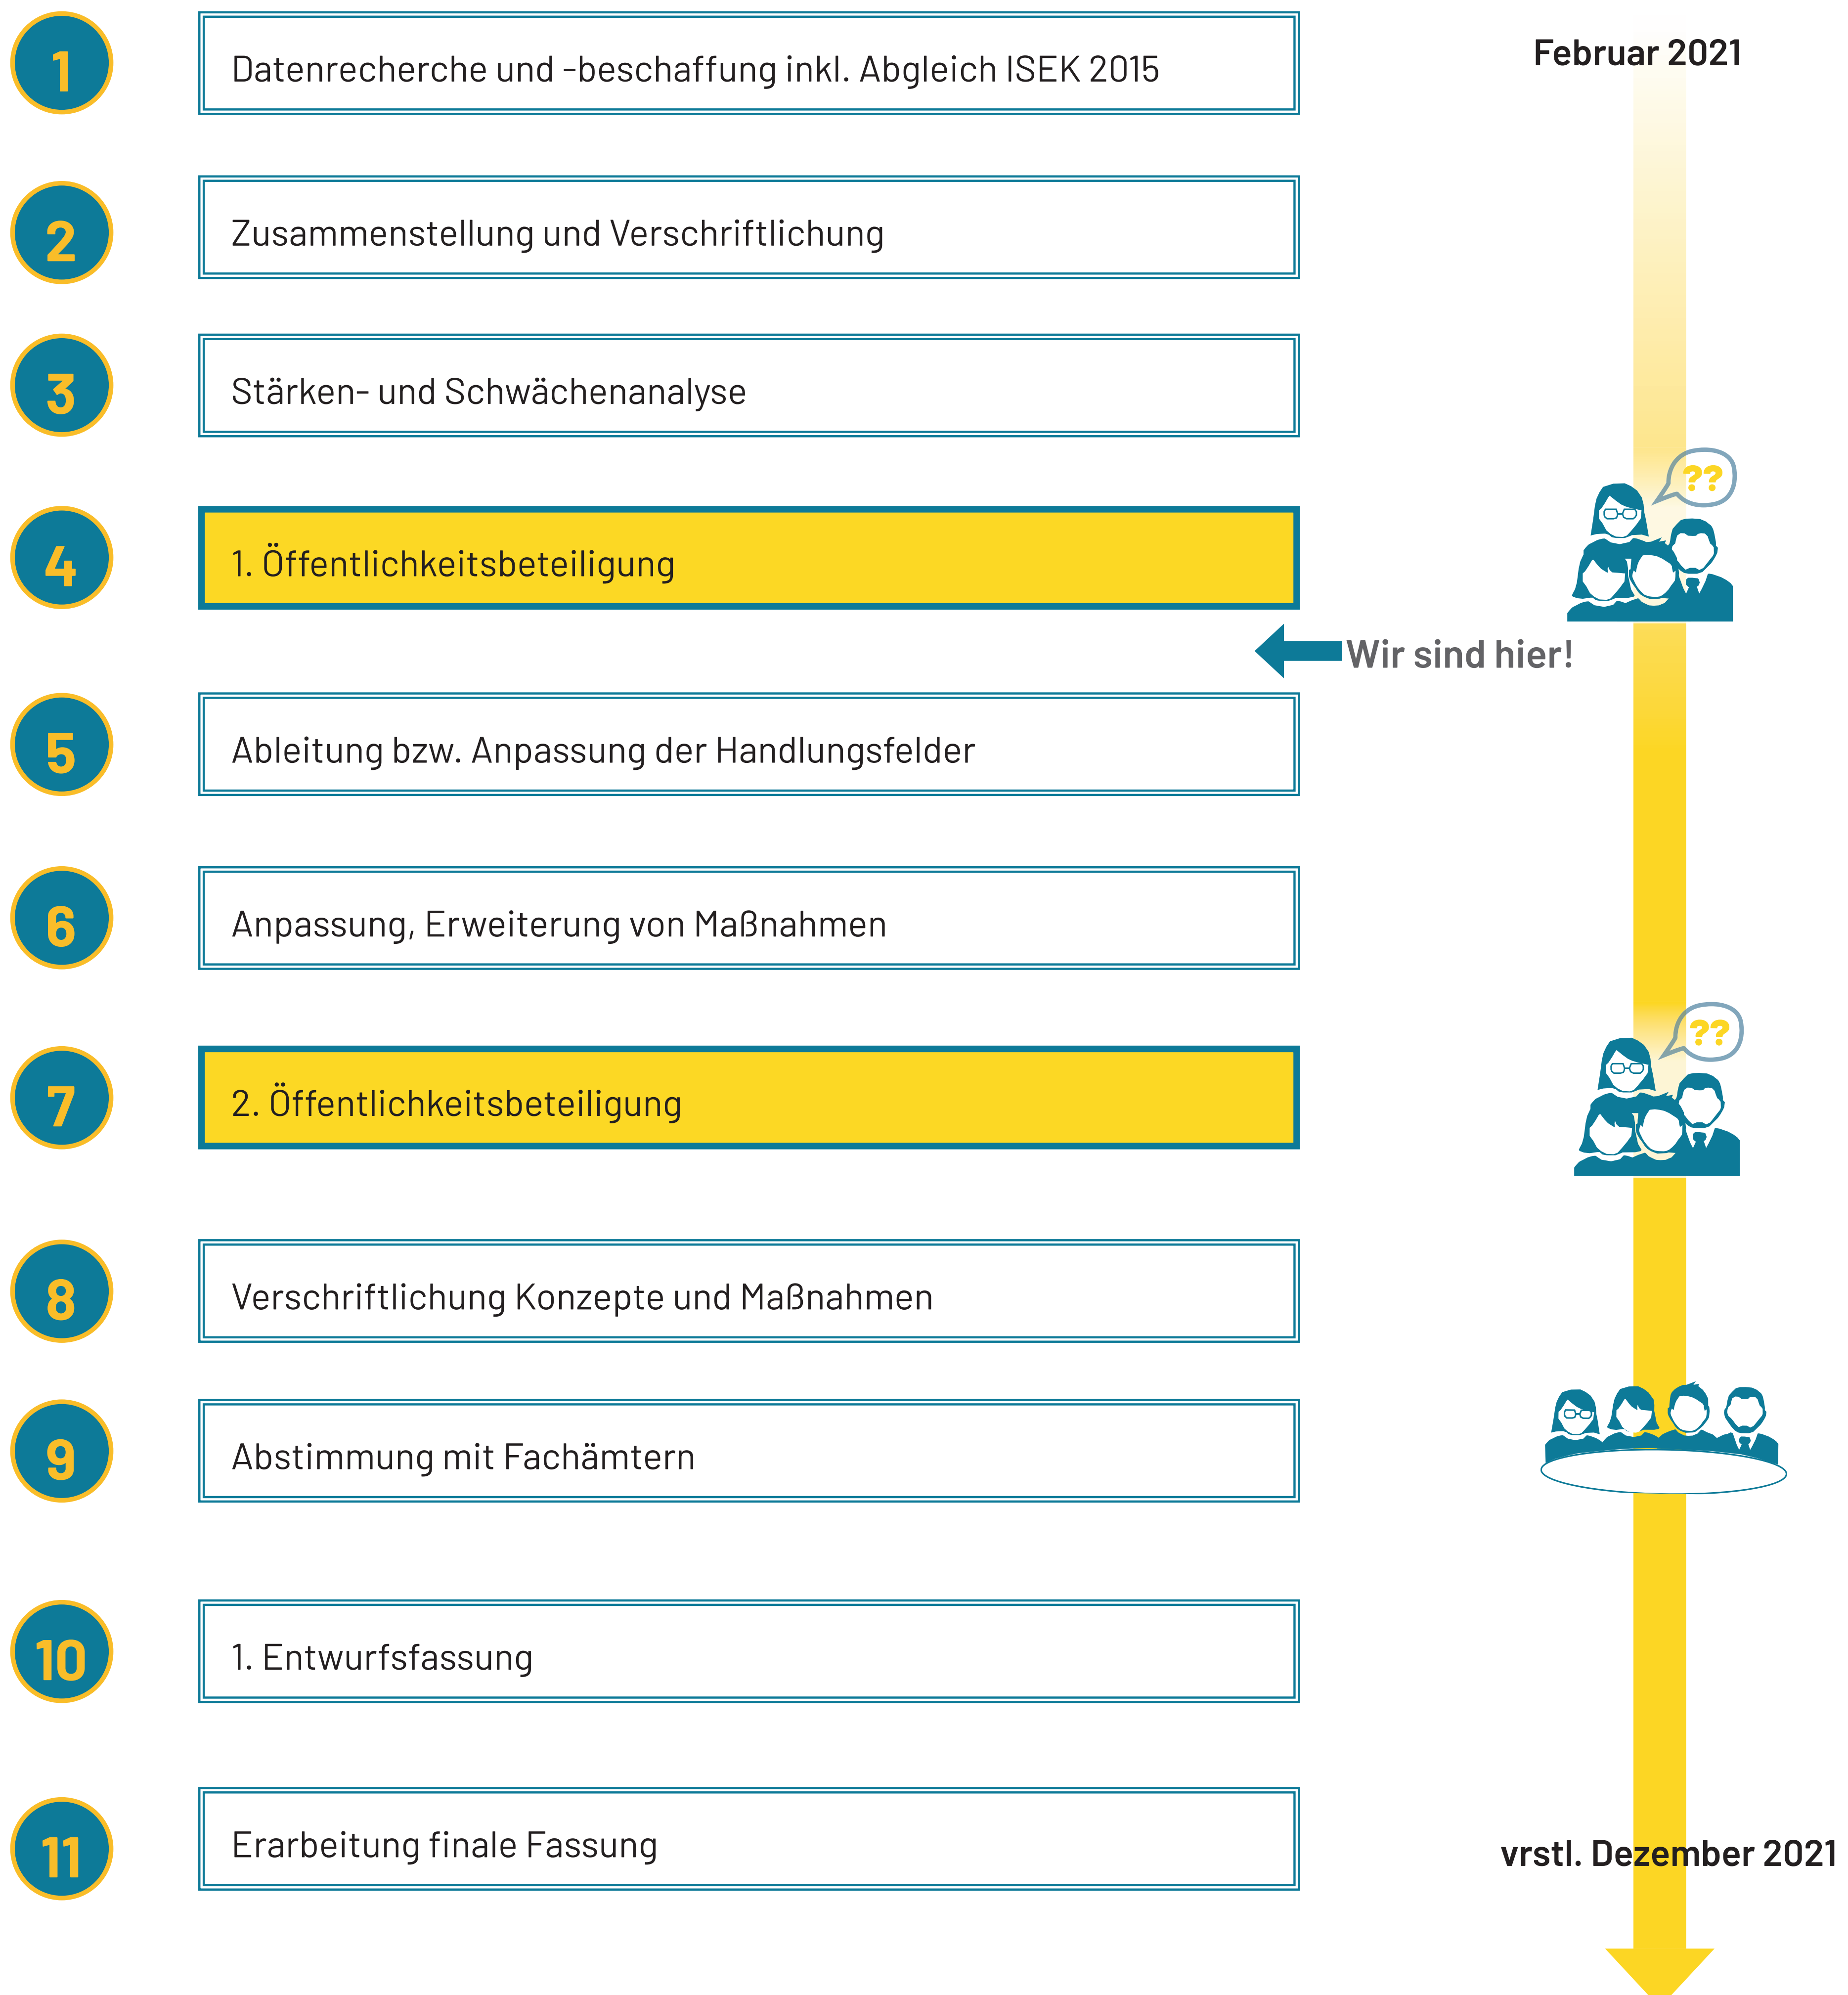 1
Datenrecherche und -beschaffung inkl. Abgleich ISEK 2015
Februar 2021
2
Zusammenstellung und Verschriftlichung
3
Stärken- und Schwächenanalyse
??
4
1. Öffentlichkeitsbeteiligung
Wir sind hier!
5
Ableitung bzw. Anpassung der Handlungsfelder
6
Anpassung, Erweiterung von Maßnahmen
??
7
2. Öffentlichkeitsbeteiligung
8
Verschriftlichung Konzepte und Maßnahmen
9
Abstimmung mit Fachämtern
10
1. Entwurfsfassung
11
Erarbeitung finale Fassung
vrstl. Dezember 2021